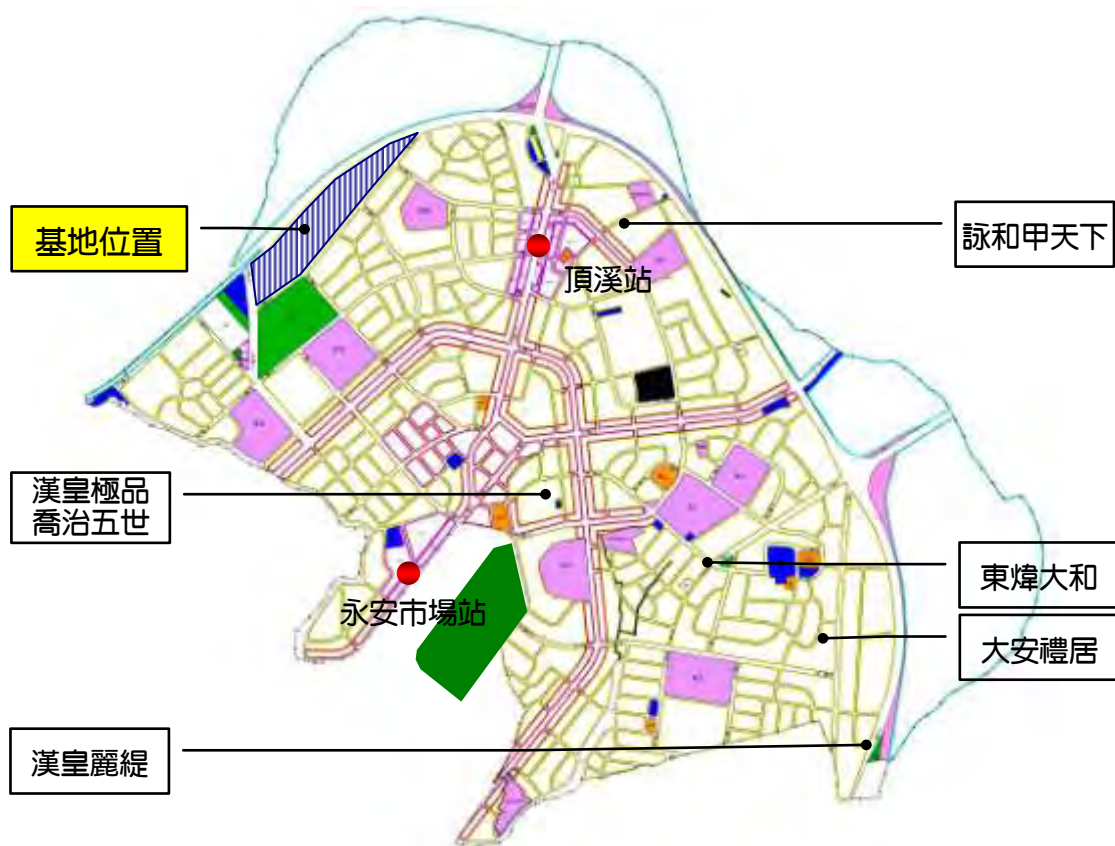 基地位置
詠和甲天下
頂溪站
漢皇極品
喬治五世
永安市場站
東煒大和
大安禮居
漢皇麗緹